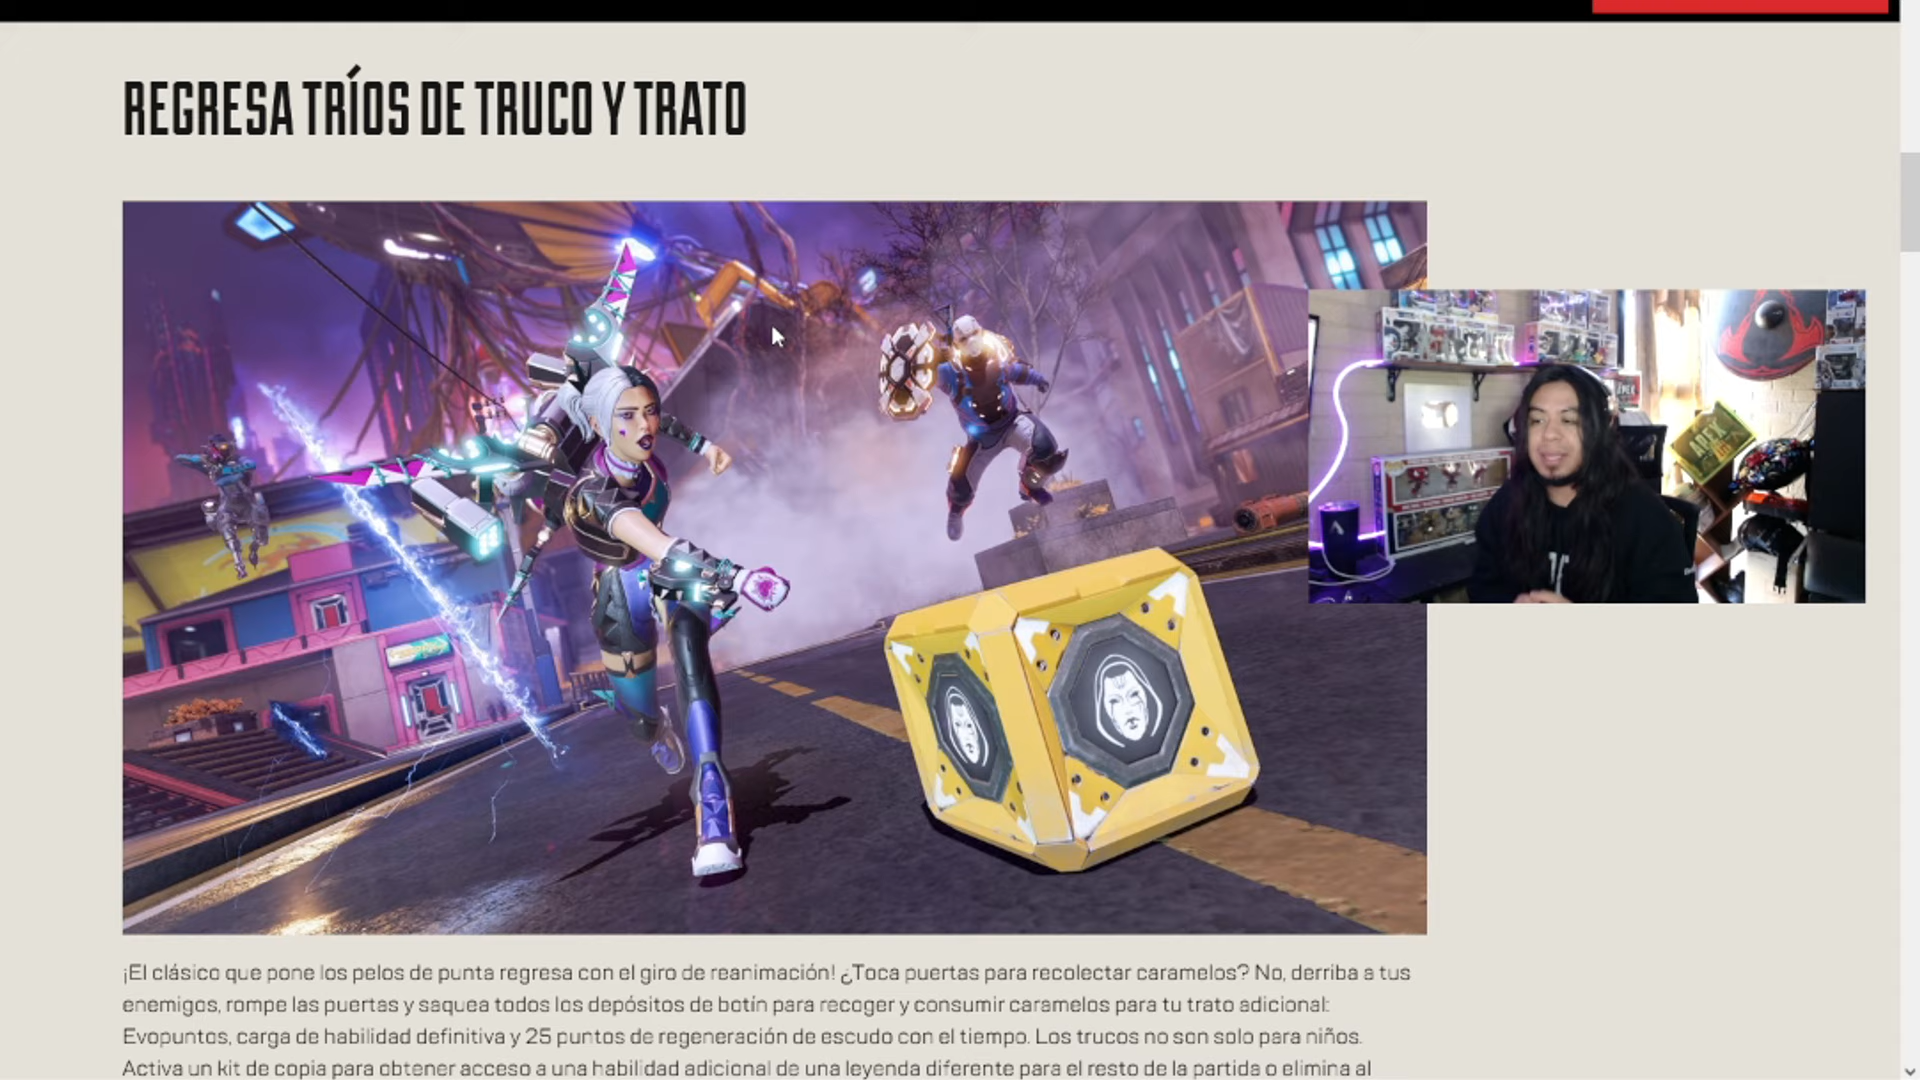 REGRESA TRÍOS DE TRUCO Y TRATO
APEX
¡El clásico que pone los pelos de punta regresa con el giro de reanimación! ¿Toca puertas para recolectar caramelos? No, derriba a tus
enemigos, rompe las puertas y saquea todos los depósitos de botín para recoger y consumir caramelos para tu trato adicional:
Evopuntos, carga de habilidad definitiva y 25 puntos de regeneración de escudo con el tiempo. Los trucos no son solo para niños.
Activa un kit de copia para obtener acceso a una habilidad adicional de una leyenda diferente para el resto de la partida o elimina al